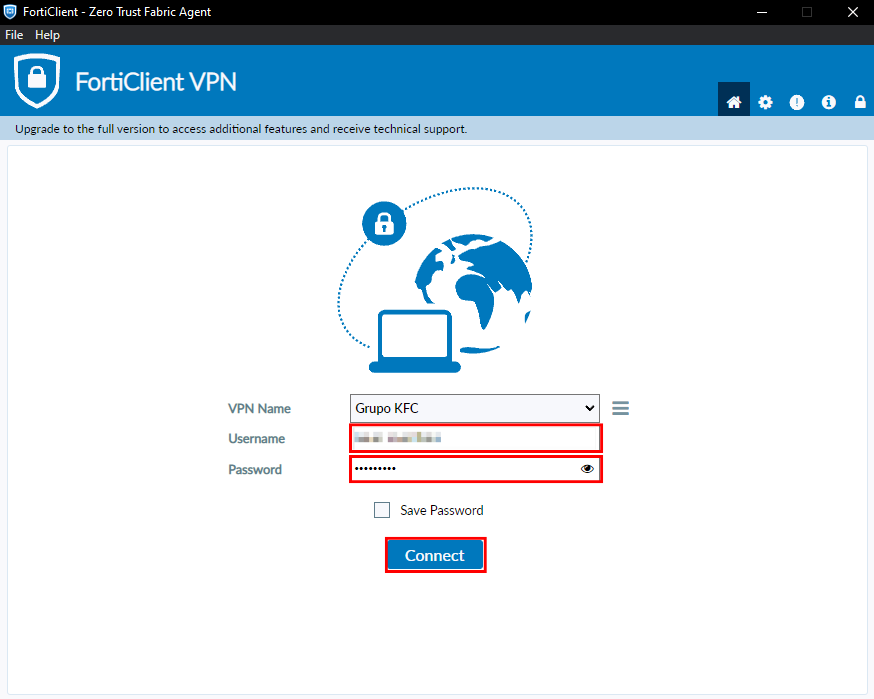 FortiClient - Zero Trust Fabric Agent
File Help
FortiClient VPN
Upgrade to the full version to access additional features and receive technical support.
VPN Name Grupo KFC
Username
Password •••••••••
Save Password
Connect